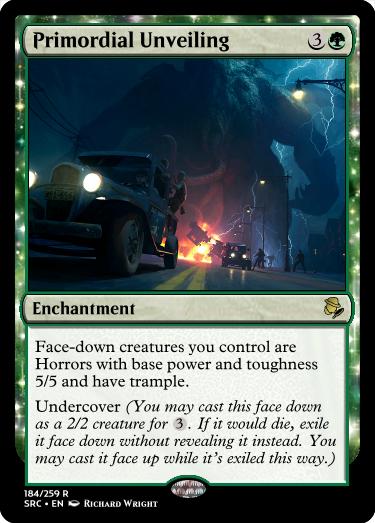 Primordial Unveiling 3
Enchantment
Face-down creatures you control are
Horrors with base power and toughness
5/5 and have trample.
Undercover (You may cast this face down
as a 2/2 creature for 3. If it would die, exile
it face down without revealing it instead. You
may cast it face up while it's exiled this way.)
184/259 R
SRC • EN Richard Wright